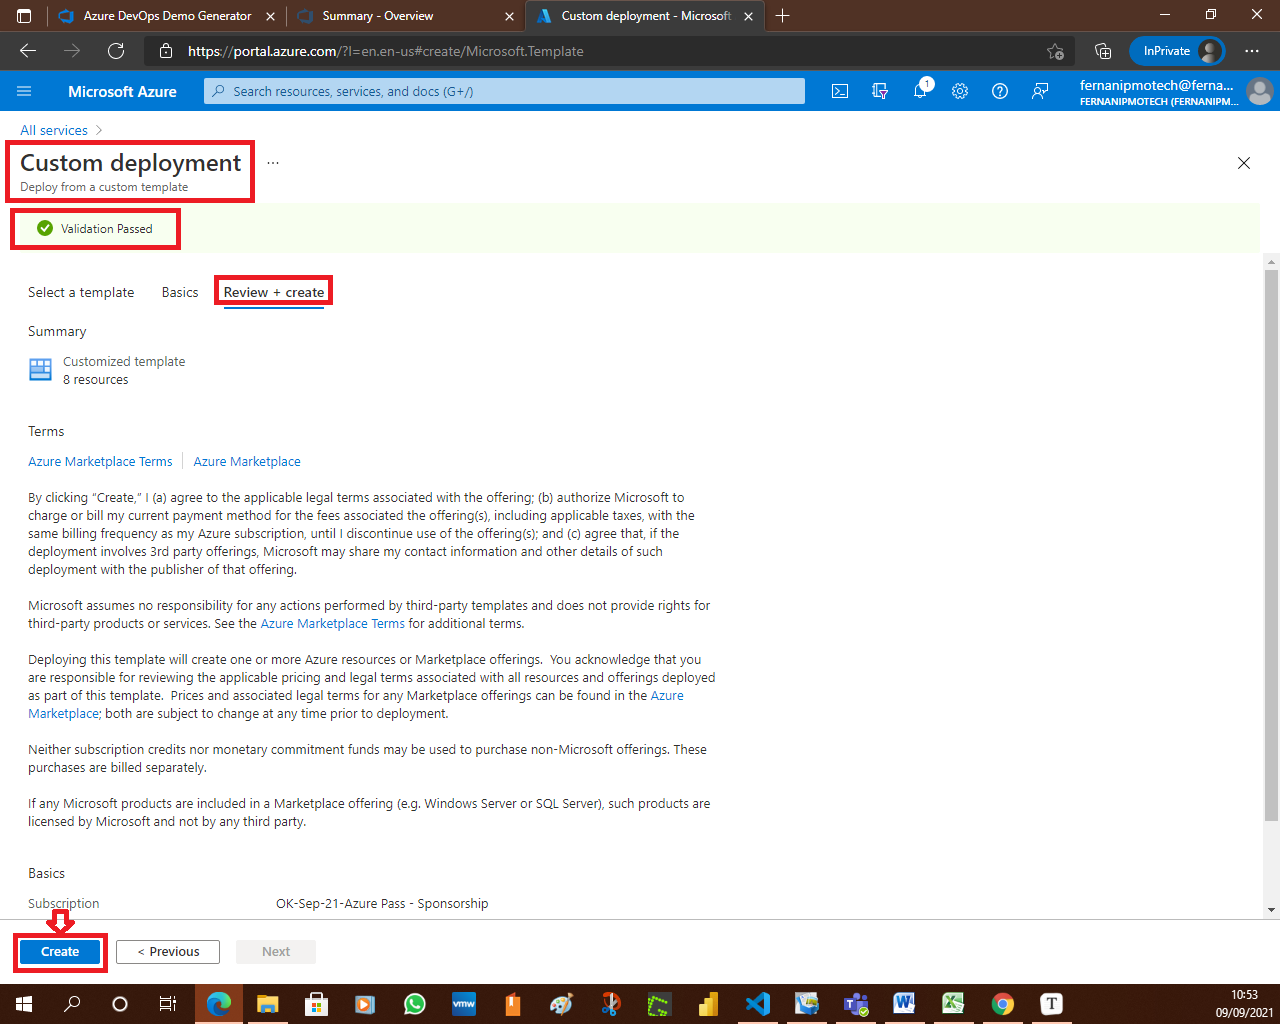 Azure DevOps Demo Generator
Summary - Overview
Custom deployment - Microsoft
https://portal.azure.com/?l=en.en-us#create/Microsoft.Template
InPrivate
Microsoft Azure
Search resources, services, and docs (G+/)
1
fernanipmotech@ferna...
FERNANIPMOTECH (FERNANIPM...
All services >
Custom deployment
...
Deploy from a custom template
Validation Passed
Select a template
Basics
Review + create
Summary
Customized template
8 resources
Terms
Azure Marketplace Terms
Azure Marketplace
By clicking “Create,” I (a) agree to the applicable legal terms associated with the offering; (b) authorize Microsoft to
charge or bill my current payment method for the fees associated the offering(s), including applicable taxes, with the
same billing frequency as my Azure subscription, until I discontinue use of the offering(s); and (c) agree that, if the
deployment involves 3rd party offerings, Microsoft may share my contact information and other details of such
deployment with the publisher of that offering.
Microsoft assumes no responsibility for any actions performed by third-party templates and does not provide rights for
third-party products or services. See the Azure Marketplace Terms for additional terms.
Deploying this template will create one or more Azure resources or Marketplace offerings. You acknowledge that you
are responsible for reviewing the applicable pricing and legal terms associated with all resources and offerings deployed
as part of this template. Prices and associated legal terms for any Marketplace offerings can be found in the Azure
Marketplace; both are subject to change at any time prior to deployment.
Neither subscription credits nor monetary commitment funds may be used to purchase non-Microsoft offerings. These
purchases are billed separately.
If any Microsoft products are included in a Marketplace offering (e.g. Windows Server or SQL Server), such products are
licensed by Microsoft and not by any third party.
Basics
Subscription
OK-Sep-21-Azure Pass - Sponsorship
Create
< Previous
Next
vmw
T
10:53
09/09/2021